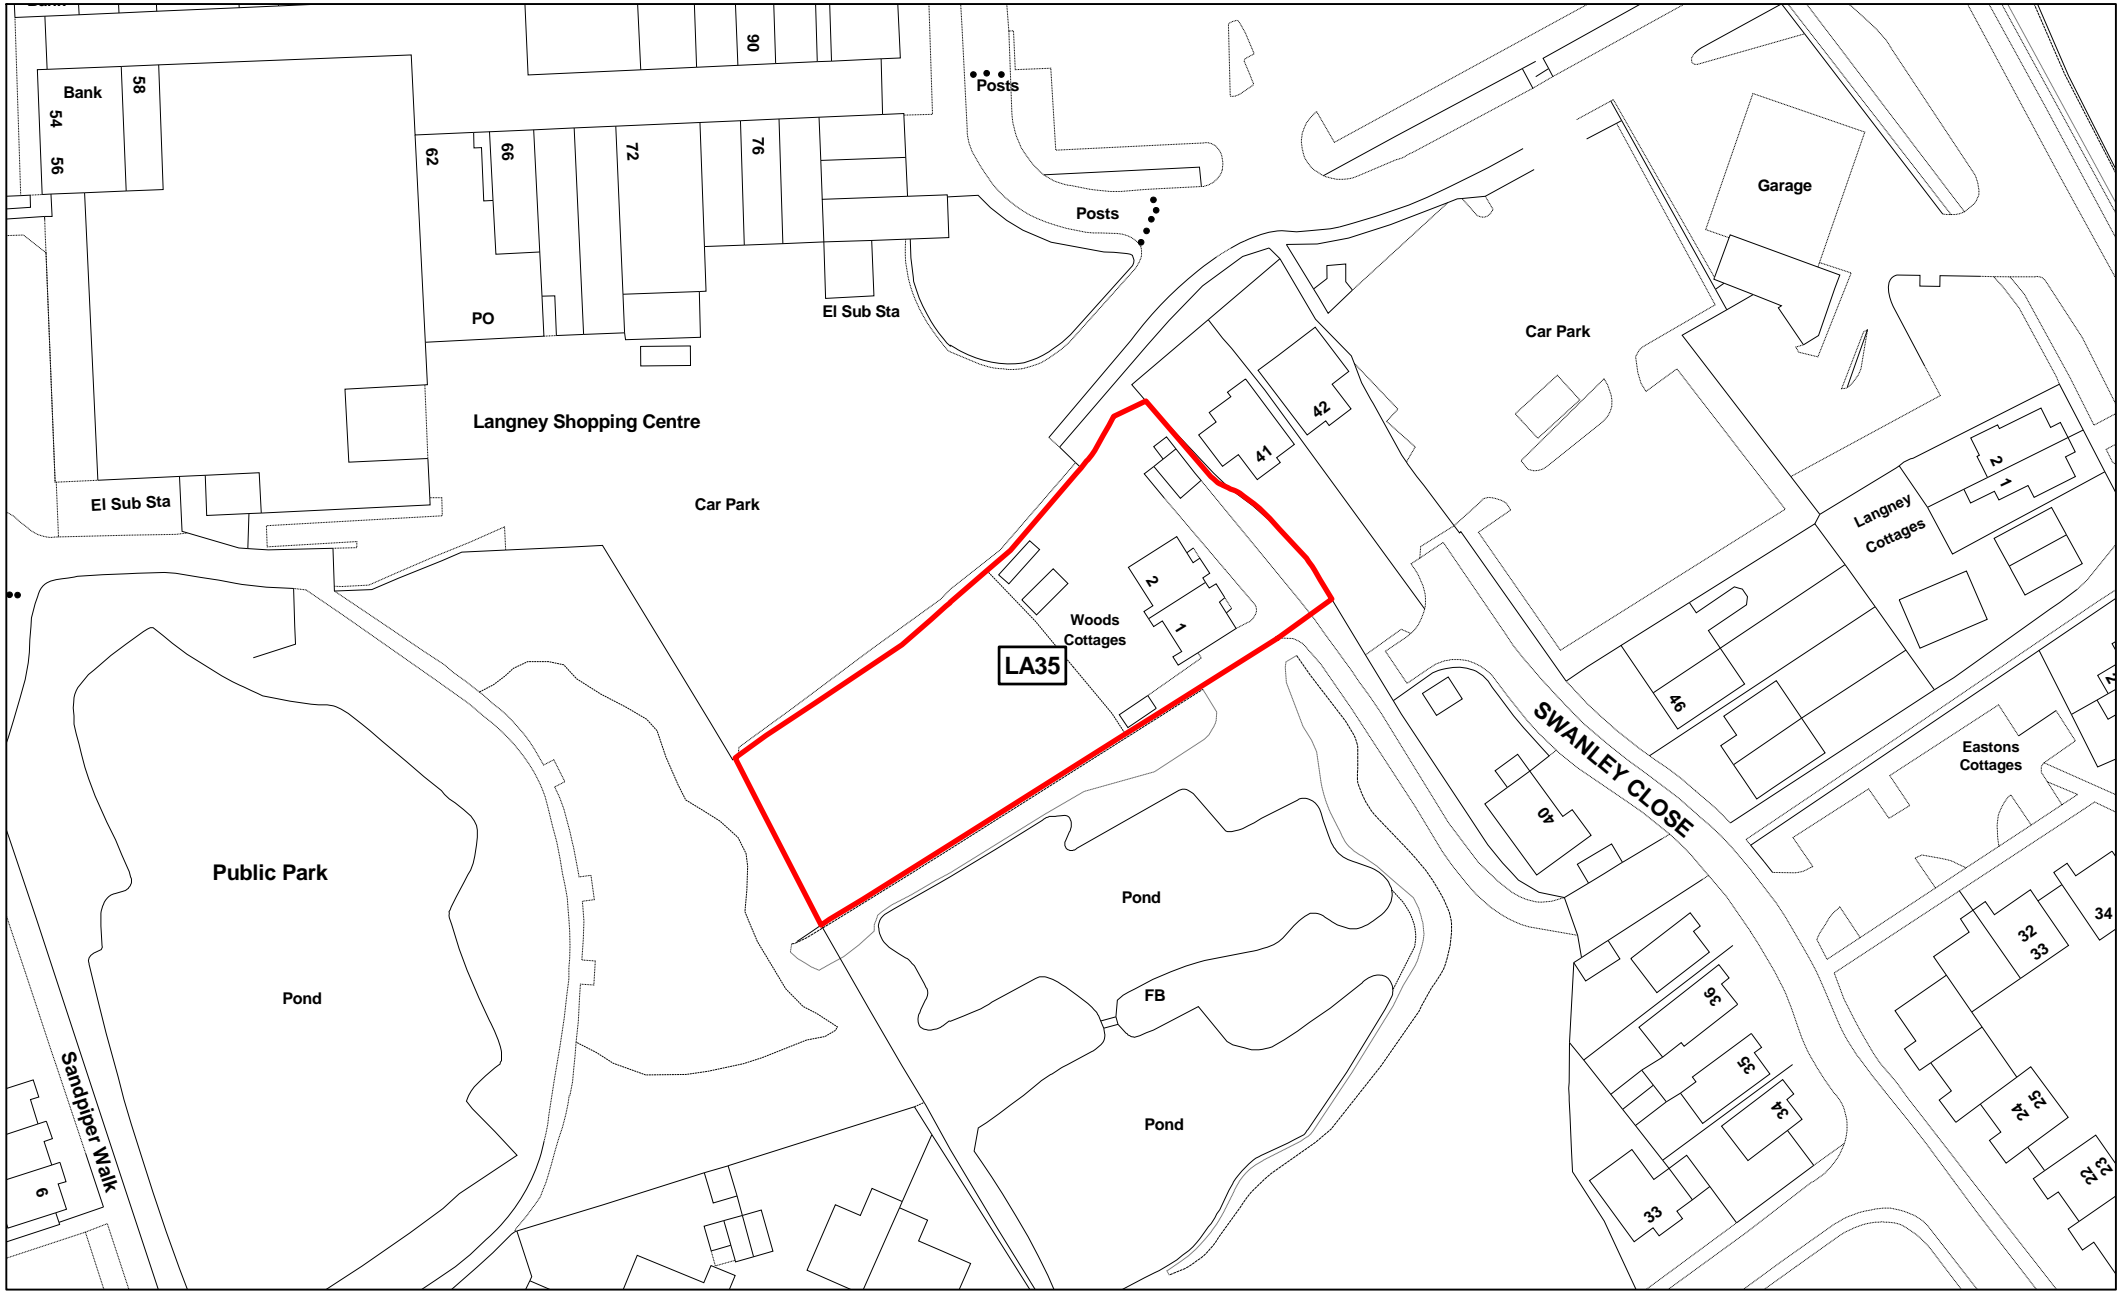 Bank
58
54
56
90
Posts
62
66
72
76
Garage
Posts
PO
El Sub Sta
Car Park
Langney Shopping Centre
42
41
El Sub Sta
Car Park
2
1
Langney
Cottages
2
1
Woods
Cottages
LA35
46
SWANLEY CLOSE
Eastons
Cottages
40
Public Park
Pond
34
32
33
Pond
FB
36
35
34
Pond
25
24
Sandpiper Walk
6
33
23
22